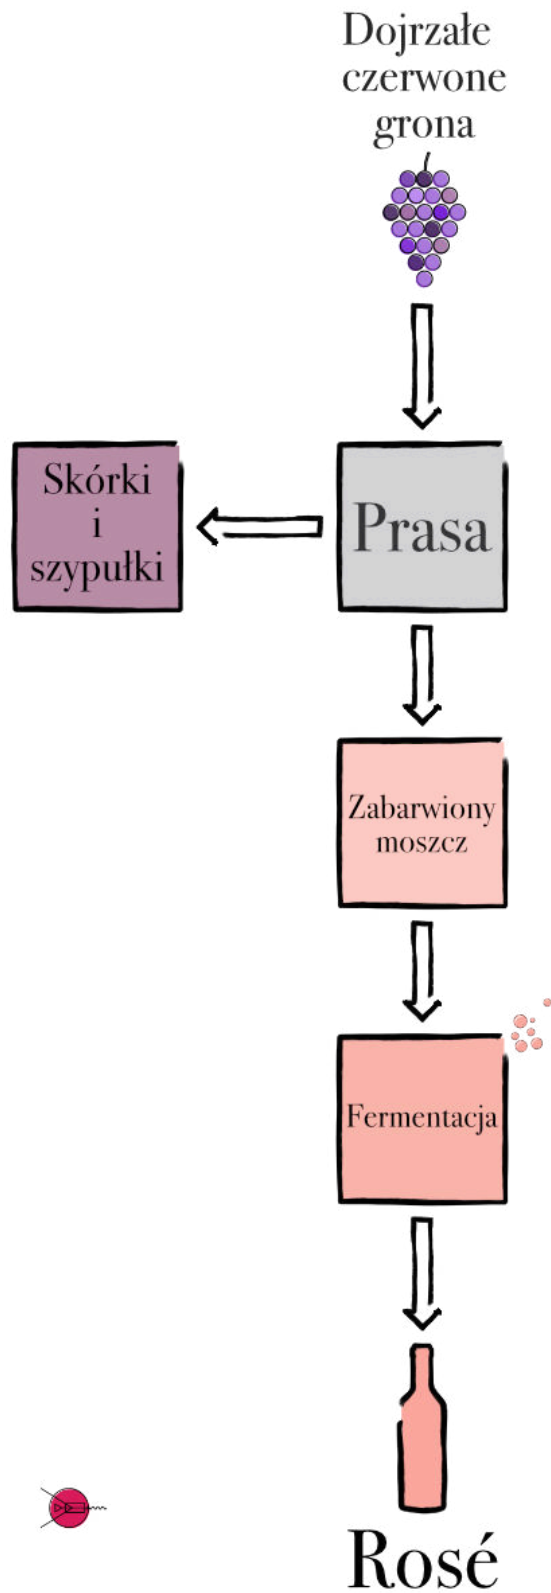 Dojrzałe
czerwone
grona
Prasa
Skórki
i
szypułki
Zabarwiony
moszcz
Fermentacja
Rosé